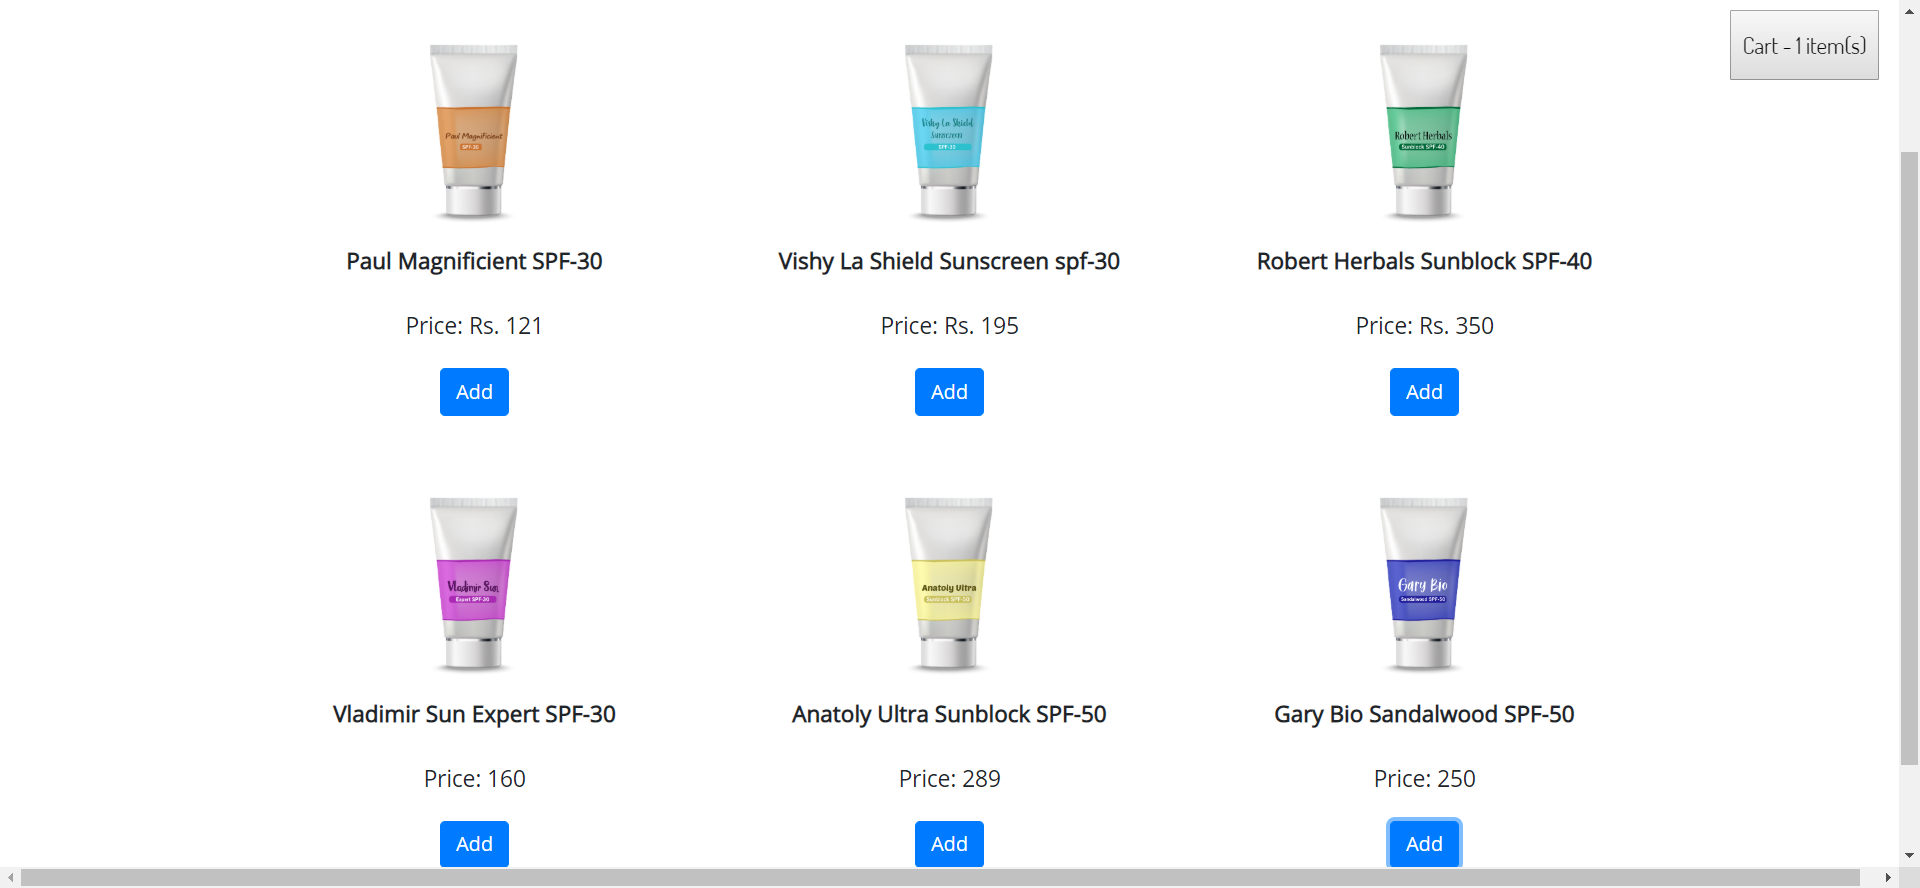 Cart - 1 item(s)
Paul Magnificient
SPF-30
Vishy La Shield
Sunscreen
SPF-30
Robert Herbals
Sunblock SPF-40
Paul Magnificient SPF-30
Vishy La Shield Sunscreen spf-30
Robert Herbals Sunblock SPF-40
Price: Rs. 121
Price: Rs. 195
Price: Rs. 350
Add
Add
Add
Vladimir Sun
Expert SPF-30
Anatoly Ultra
Sunblock SPF-50
Gary Bio
Sandalwood SPF-50
Vladimir Sun Expert SPF-30
Anatoly Ultra Sunblock SPF-50
Gary Bio Sandalwood SPF-50
Price: 160
Price: 289
Price: 250
Add
Add
Add